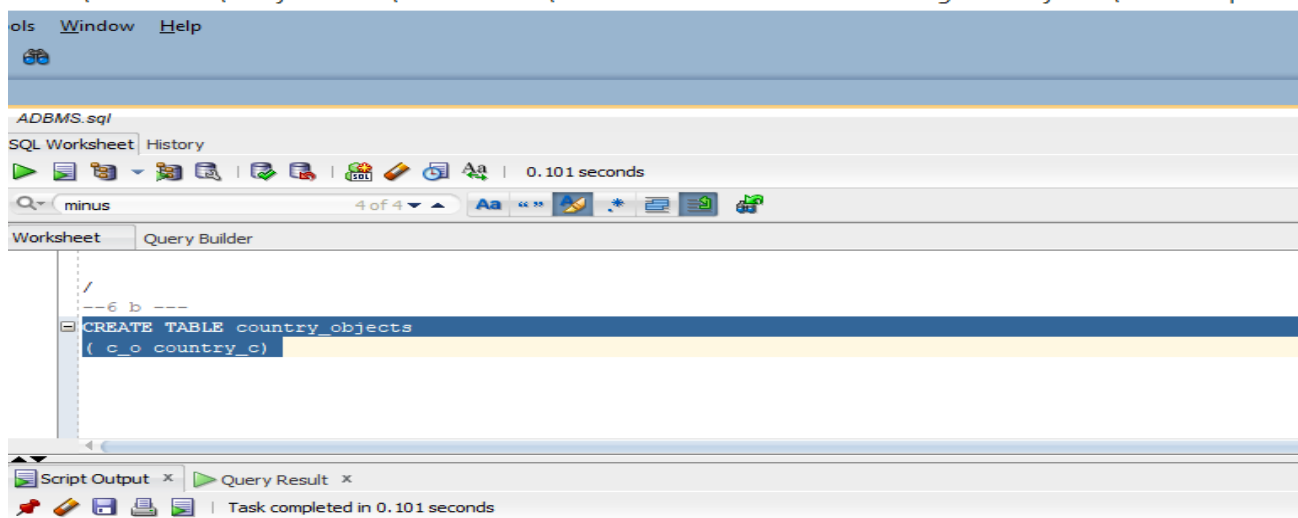 ols Window Help
ADBMS.sql
SQL Worksheet History
0.101 seconds
minus 4 of 4 Aa “” .*
Worksheet Query Builder
/
--6 b ---
CREATE TABLE country_objects
( c_o country_c)
Script Output x Query Result x
Task completed in 0.101 seconds